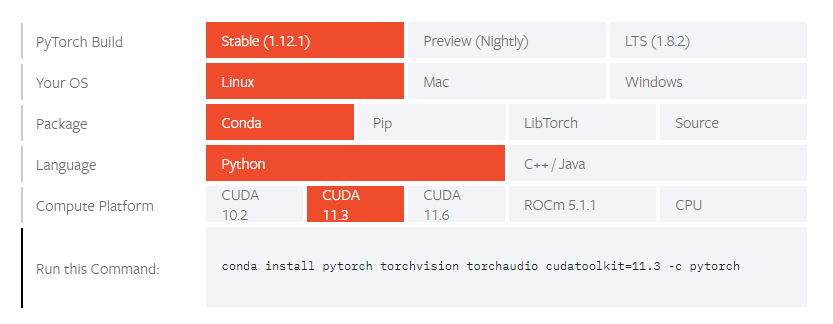 PyTorch Build Stable (1.12.1) Preview (Nightly) LTS (1.8.2)
Your OS Linux Mac Windows
Package Conda Pip LibTorch Source
Language Python C++ / Java
Compute Platform CUDA 10.2 CUDA 11.3 CUDA 11.6 ROCm 5.1.1 CPU
Run this Command: conda install pytorch torchvision torchaudio cudatoolkit=11.3 -c pytorch